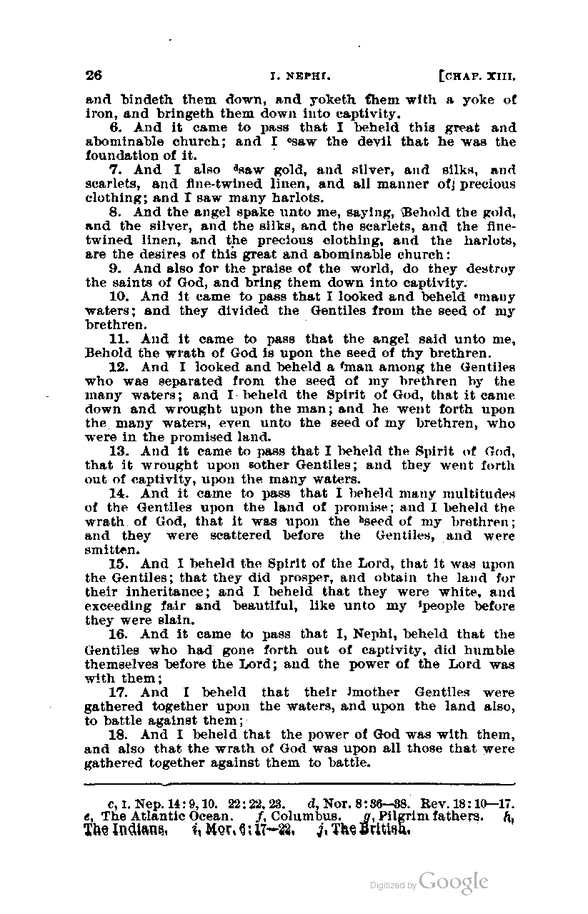 26 I. NEPHI. [CHAP. XIII.
and bindeth them down, and yoketh them with a yoke of
iron, and bringeth them down into captivity.
6. And it came to pass that I beheld this great and
abominable church; and I ᶜsaw the devil that he was the
foundation of it.
7. And I also ᵈsaw gold, and silver, and silks, and
scarlets, and fine-twined linen, and all manner of precious
clothing; and I saw many harlots.
8. And the angel spake unto me, saying, Behold the gold,
and the silver, and the silks, and the scarlets, and the fine-
twined linen, and the precious clothing, and the harlots,
are the desires of this great and abominable church:
9. And also for the praise of the world, do they destroy
the saints of God, and bring them down into captivity.
10. And it came to pass that I looked and beheld ᵉmany
waters; and they divided the Gentiles from the seed of my
brethren.
11. And it came to pass that the angel said unto me,
Behold the wrath of God is upon the seed of thy brethren.
12. And I looked and beheld a ᶠman among the Gentiles
who was separated from the seed of my brethren by the
many waters; and I beheld the Spirit of God, that it came
down and wrought upon the man; and he went forth upon
the many waters, even unto the seed of my brethren, who
were in the promised land.
13. And it came to pass that I beheld the Spirit of God,
that it wrought upon ᵍother Gentiles; and they went forth
out of captivity, upon the many waters.
14. And it came to pass that I beheld many multitudes
of the Gentiles upon the land of promise; and I beheld the
wrath of God, that it was upon the ʰseed of my brethren;
and they were scattered before the Gentiles, and were
smitten.
15. And I beheld the Spirit of the Lord, that it was upon
the Gentiles; that they did prosper, and obtain the land for
their inheritance; and I beheld that they were white, and
exceeding fair and beautiful, like unto my ⁱpeople before
they were slain.
16. And it came to pass that I, Nephi, beheld that the
Gentiles who had gone forth out of captivity, did humble
themselves before the Lord; and the power of the Lord was
with them;
17. And I beheld that their ʲmother Gentiles were
gathered together upon the waters, and upon the land also,
to battle against them;
18. And I beheld that the power of God was with them,
and also that the wrath of God was upon all those that were
gathered together against them to battle.
c, I. Nep. 14:9, 10. 22:22, 23. d, Nor. 8:36—38. Rev. 18:10—17.
e, The Atlantic Ocean. f, Columbus. g, Pilgrim fathers. h,
The Indians. i, Mor. 6:17—22. j, The British.
Digitized by Google